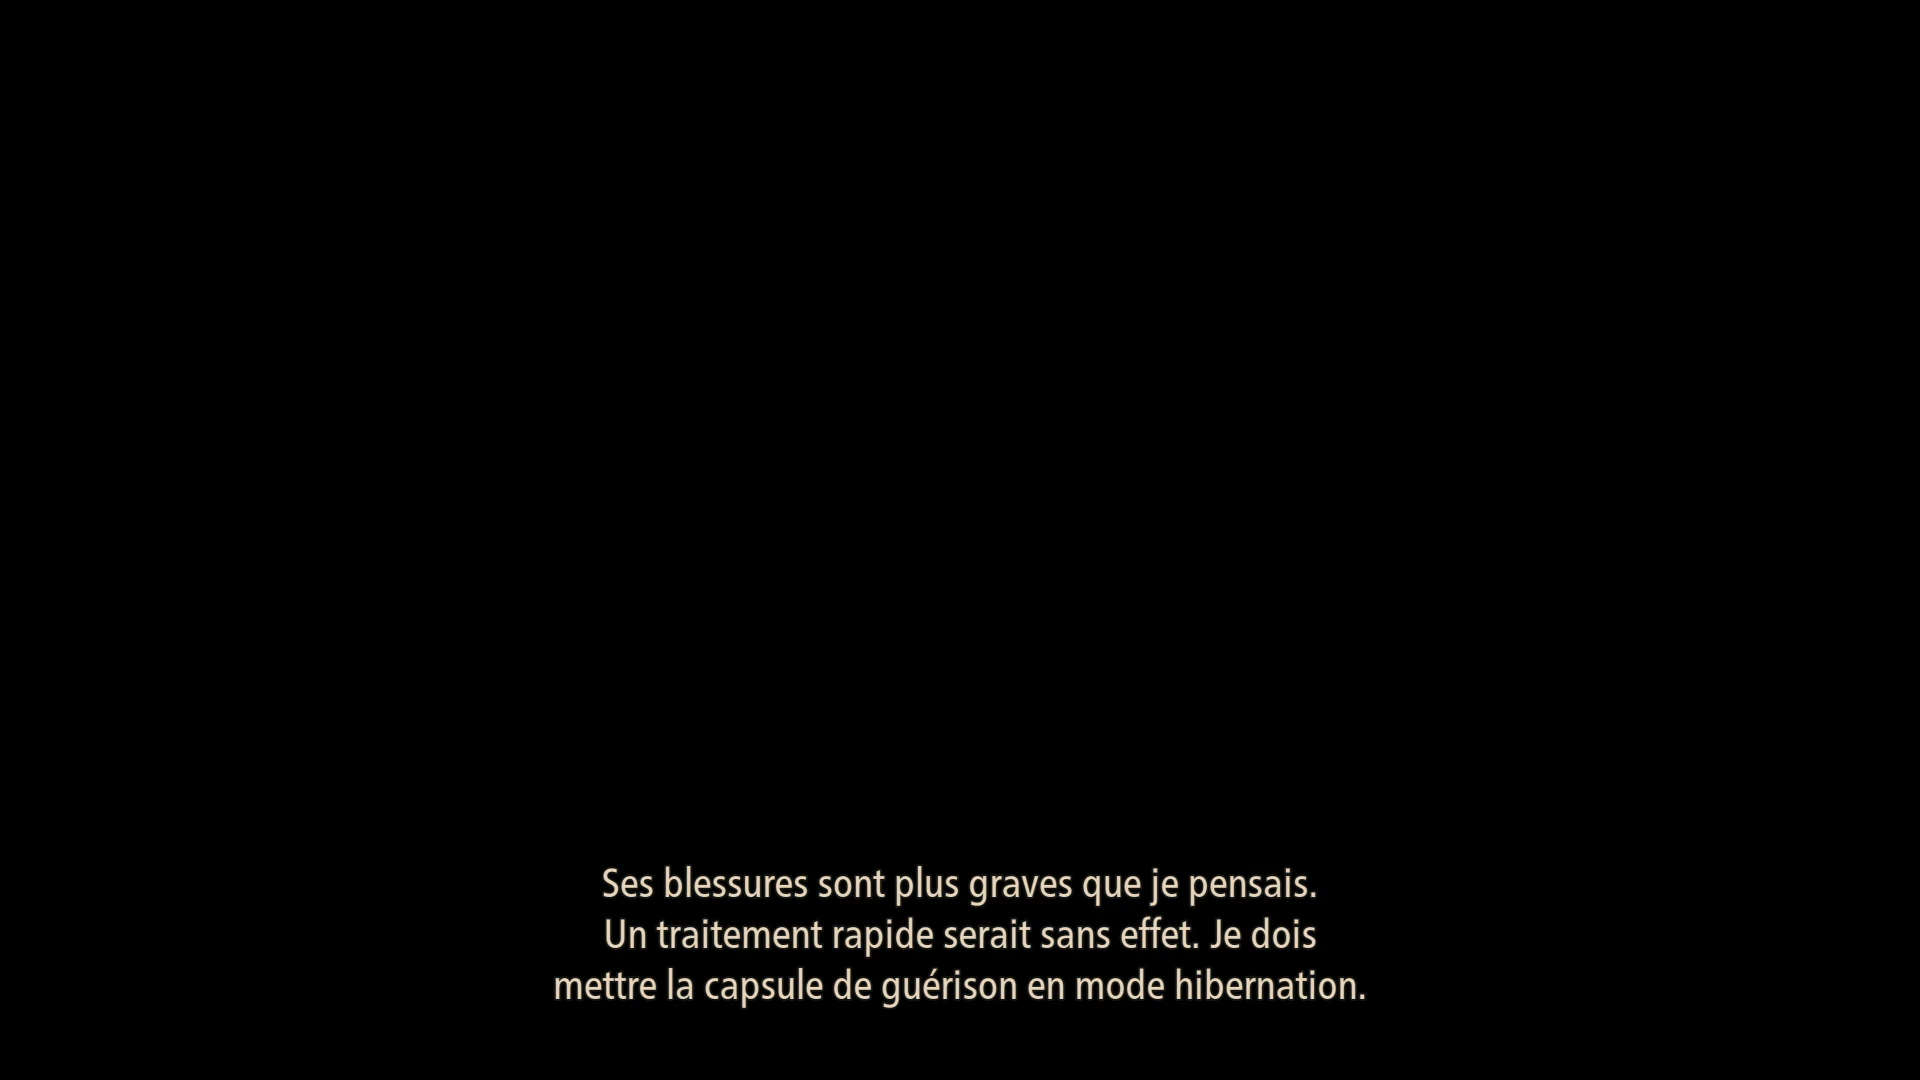 Ses blessures sont plus graves que je pensais.
Un traitement rapide serait sans effet. Je dois
mettre la capsule de guérison en mode hibernation.